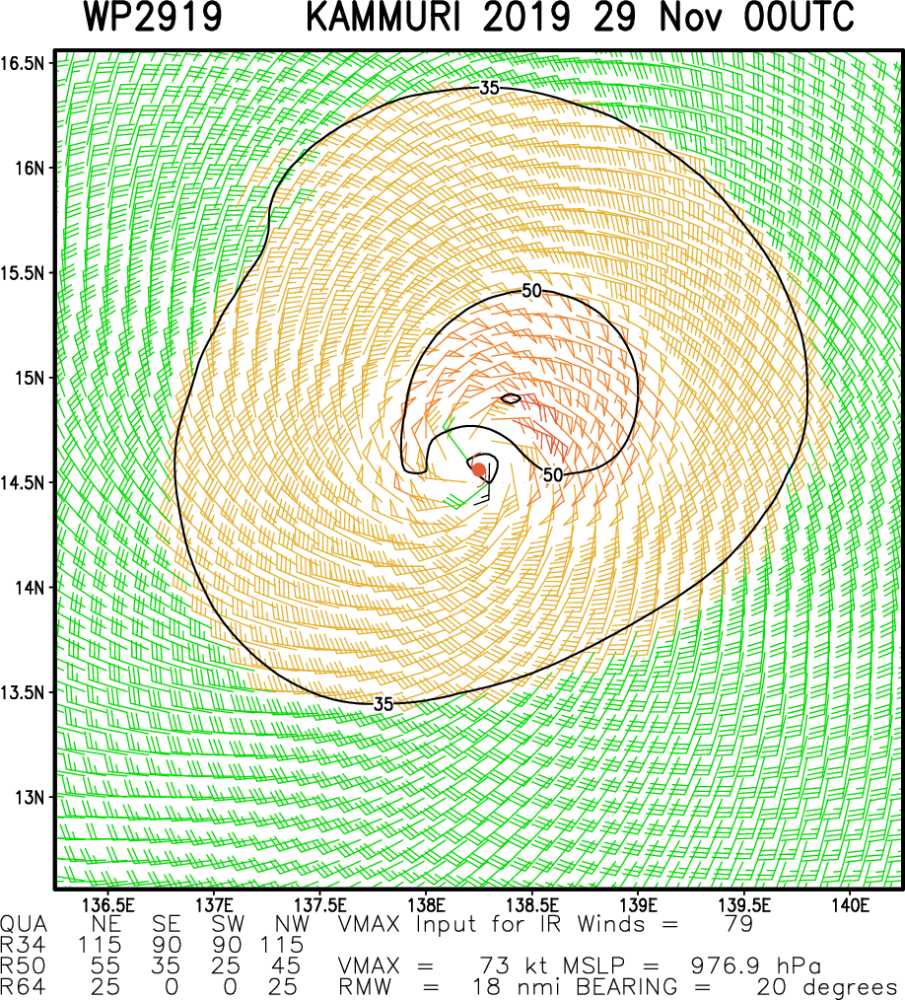 WP2919 KAMMURI 2019 29 Nov 00UTC
16.5N
35
16N
15.5N
50
15N
14.5N
50
14N
13.5N
35
13N
136.5E 137E 137.5E 138E 138.5E 139E 139.5E 140E
QUA NE SE SW NW VMAX Input for IR Winds = 79
R34 115 90 90 115
R50 55 35 25 45 VMAX = 73 kt MSLP = 976.9 hPa
R64 25 0 0 25 RMW = 18 nmi BEARING = 20 degrees